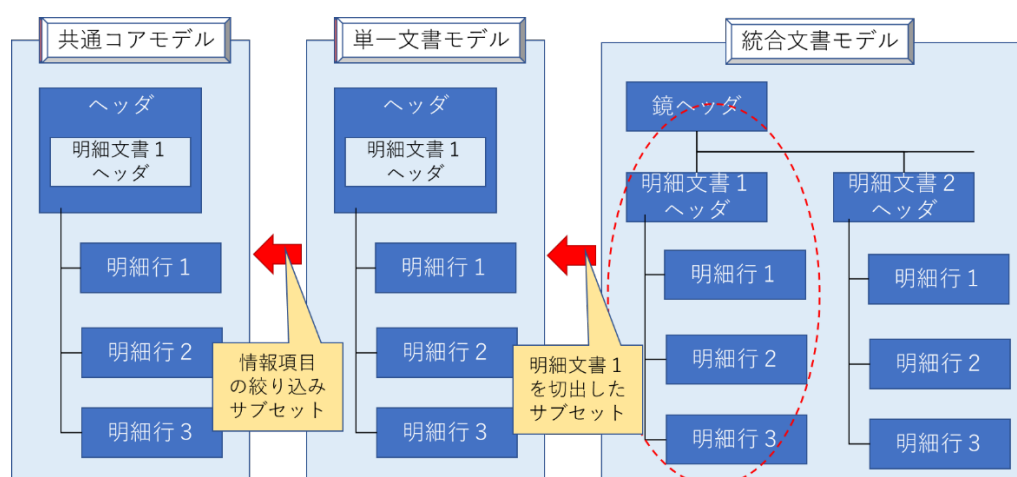 共通コアモデル
ヘッダ
明細文書1
ヘッダ
明細行1
明細行2
明細行3
情報項目
の絞り込み
サブセット
単一文書モデル
ヘッダ
明細文書1
ヘッダ
明細行1
明細行2
明細行3
明細文書1
を切出した
サブセット
統合文書モデル
鏡ヘッダ
明細文書1
ヘッダ
明細行1
明細行2
明細行3
明細文書2
ヘッダ
明細行1
明細行2
明細行3